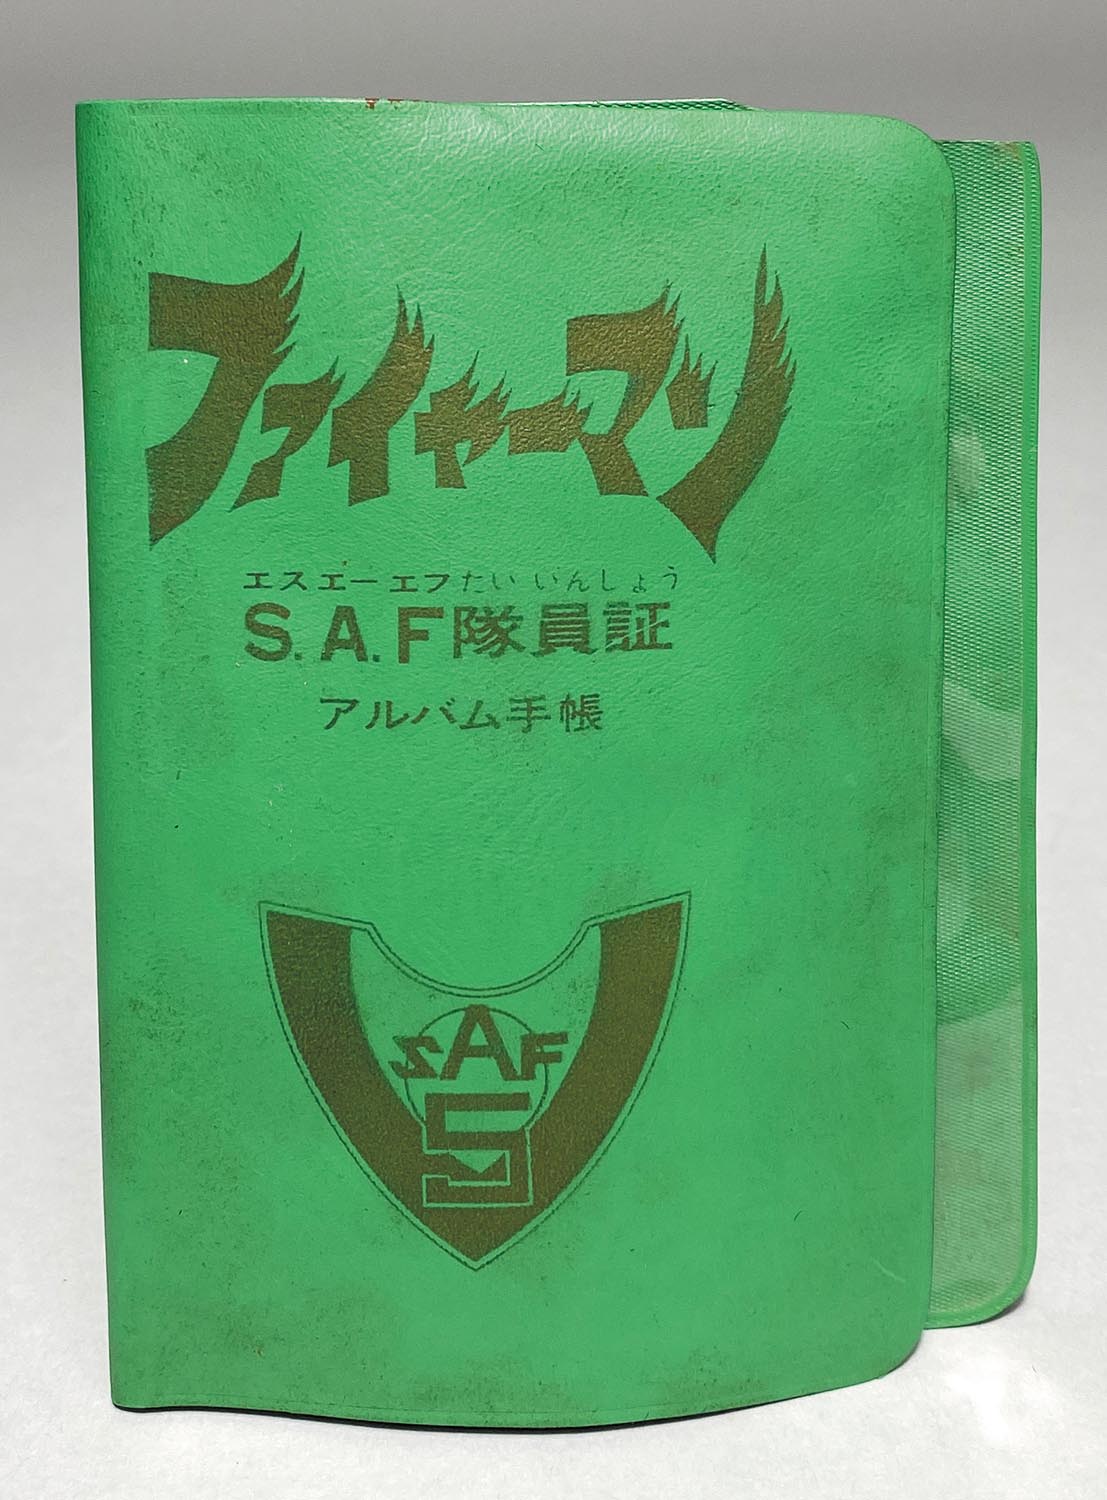 ファイヤーマン
エスエーエフたいいんしょう
S.A.F隊員証
アルバム手帳
SAF
S